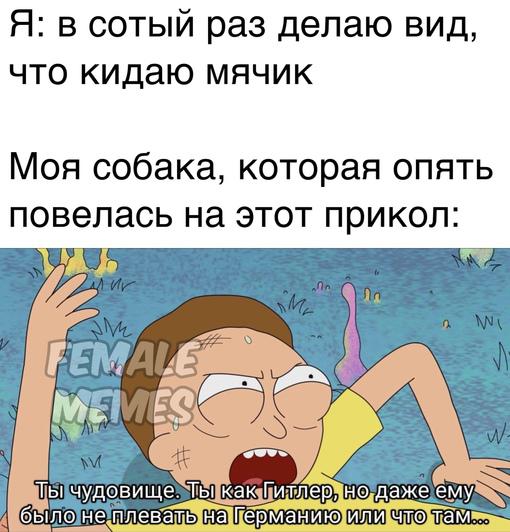 Я: в сотый раз делаю вид,
что кидаю мячик
Моя собака, которая опять
повелась на этот прикол:
FEMALE
MEMES
Ты чудовище. Ты как Гитлер, но даже ему
было не плевать на Германию или что там...